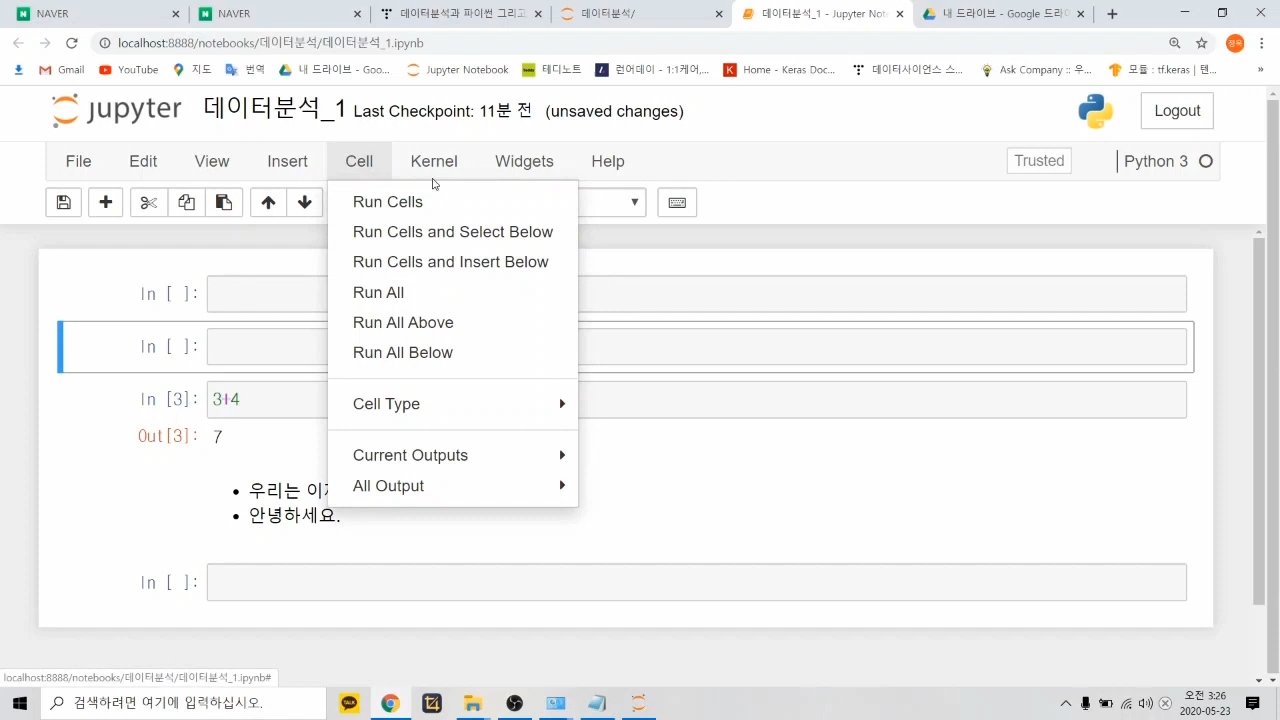 NAVER
NAVER
데이터분석과 파이썬 그리고
데이터분석/
데이터분석_1 - Jupyter Not
내 드라이브 - Google 드라이
localhost:8888/notebooks/데이터분석/데이터분석_1.ipynb
정욱
Gmail
YouTube
지도
번역
내 드라이브 - Goo...
Jupyter Notebook
테디노트
런어데이 - 1:1케어,...
Home - Keras Doc...
데이터사이언스 스...
Ask Company :: 우...
모듈 : tf.keras | 텐...
»
jupyter 데이터분석_1 Last Checkpoint: 11분 전 (unsaved changes)
Logout
File Edit View Insert Cell Kernel Widgets Help
Trusted
Python 3
Run Cells
Run Cells and Select Below
Run Cells and Insert Below
Run All
Run All Above
Run All Below
Cell Type
Current Outputs
All Output
In [ ]:
In [ ]:
In [3]: 3+4
Out[3]: 7
우리는 이
안녕하세요.
In [ ]:
localhost:8888/notebooks/데이터분석/데이터분석_1.ipynb#
검색하려면 여기에 입력하십시오.
TALK
오전 3:26
2020-05-23